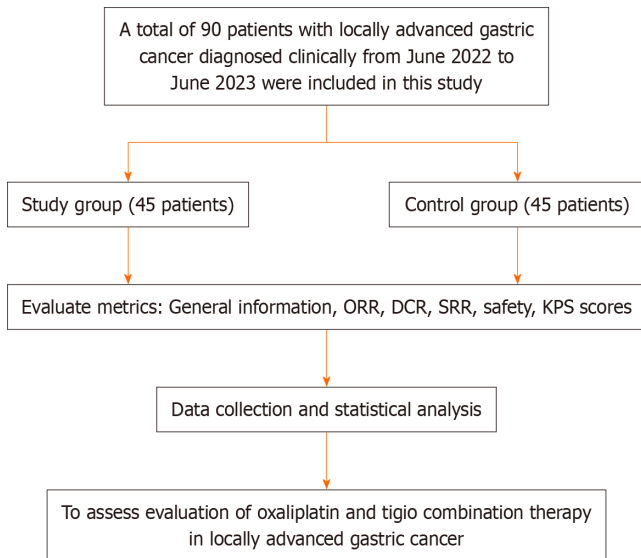 A total of 90 patients with locally advanced gastric
cancer diagnosed clinically from June 2022 to
June 2023 were included in this study
Study group (45 patients)
Control group (45 patients)
Evaluate metrics: General information, ORR, DCR, SRR, safety, KPS scores
Data collection and statistical analysis
To assess evaluation of oxaliplatin and tigio combination therapy
in locally advanced gastric cancer